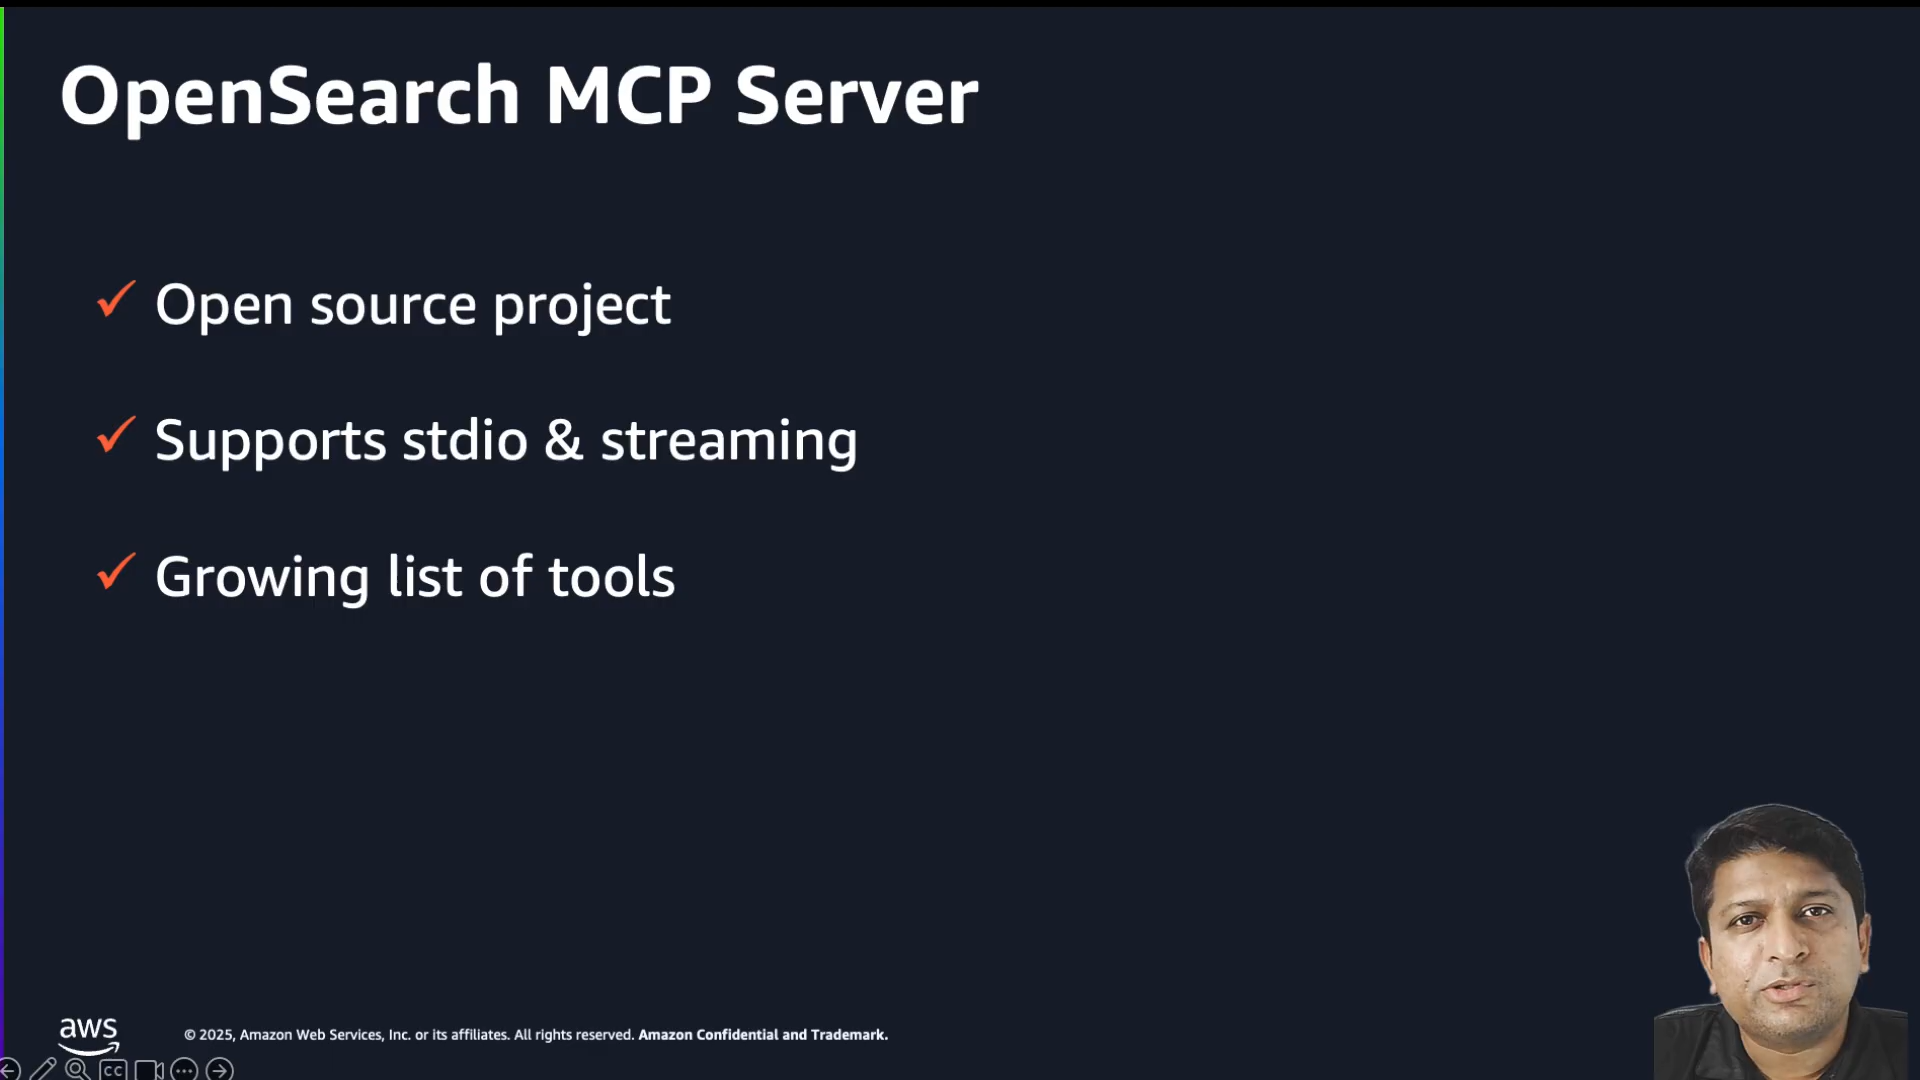 OpenSearch MCP Server
Open source project
Supports stdio & streaming
Growing list of tools
aws
© 2025, Amazon Web Services, Inc. or its affiliates. All rights reserved. Amazon Confidential and Trademark.
CC